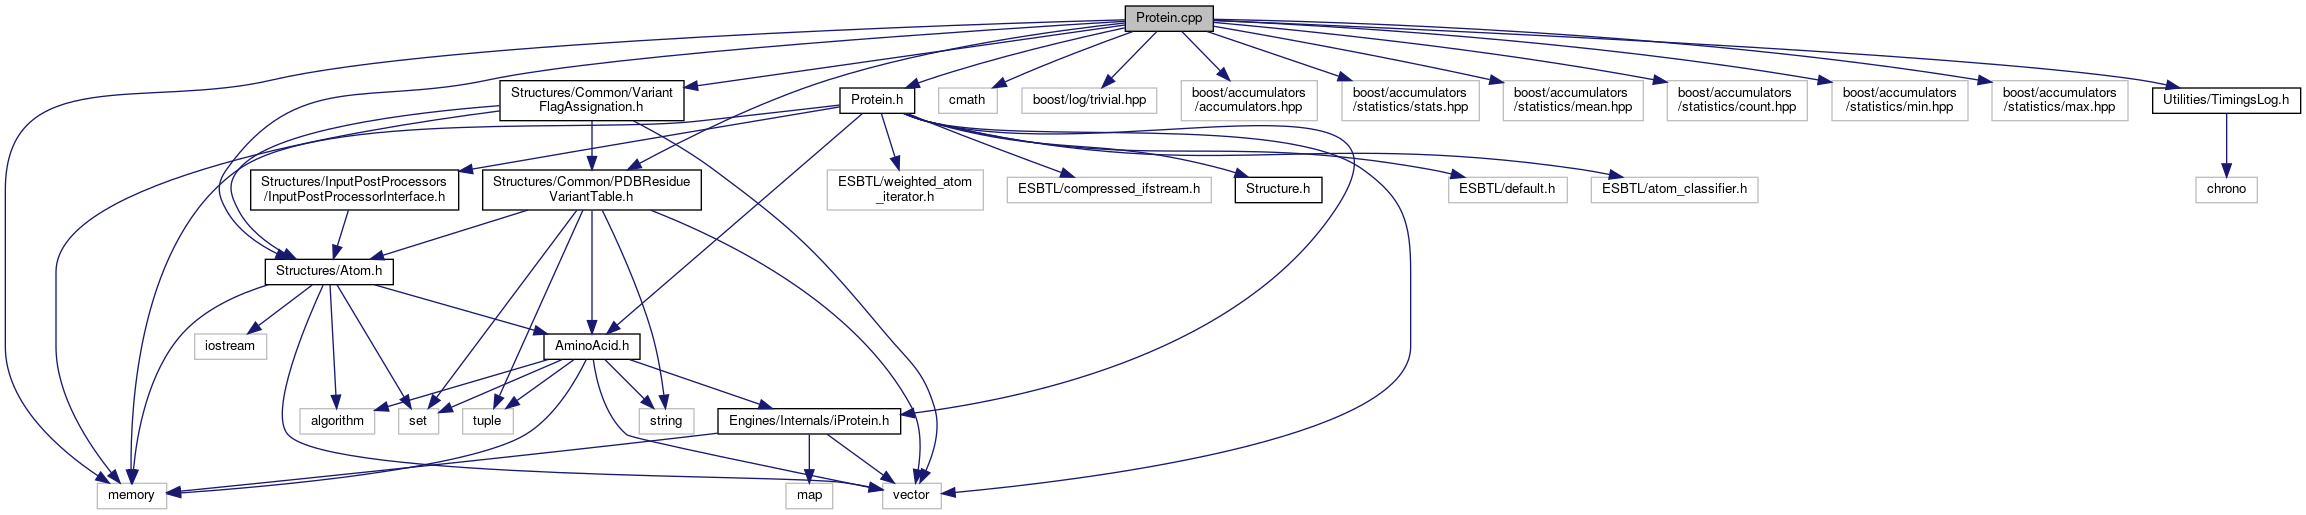 Protein.cpp
Structures/Common/Variant
FlagAssignation.h
Protein.h
cmath
boost/log/trivial.hpp
boost/accumulators
/accumulators.hpp
boost/accumulators
/statistics/stats.hpp
boost/accumulators
/statistics/mean.hpp
boost/accumulators
/statistics/count.hpp
boost/accumulators
/statistics/min.hpp
boost/accumulators
/statistics/max.hpp
Utilities/TimingsLog.h
Structures/InputPostProcessors
/InputPostProcessorInterface.h
Structures/Common/PDBResidue
VariantTable.h
ESBTL/weighted_atom
_iterator.h
ESBTL/compressed_ifstream.h
Structure.h
ESBTL/default.h
ESBTL/atom_classifier.h
chrono
Structures/Atom.h
iostream
AminoAcid.h
algorithm
set
tuple
string
Engines/Internals/iProtein.h
memory
map
vector